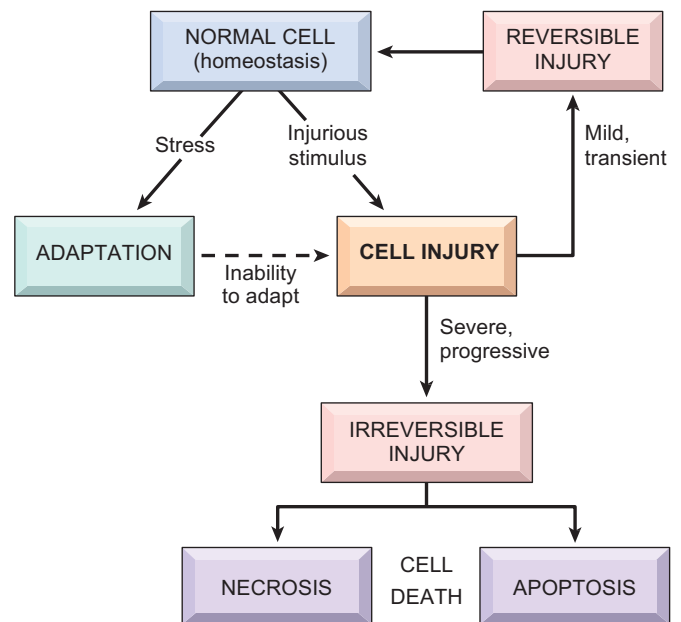 NORMAL CELL
(homeostasis)
REVERSIBLE
INJURY
Stress
Injurious
stimulus
Mild,
transient
ADAPTATION
CELL INJURY
Inability
to adapt
Severe,
progressive
IRREVERSIBLE
INJURY
NECROSIS
CELL
DEATH
APOPTOSIS